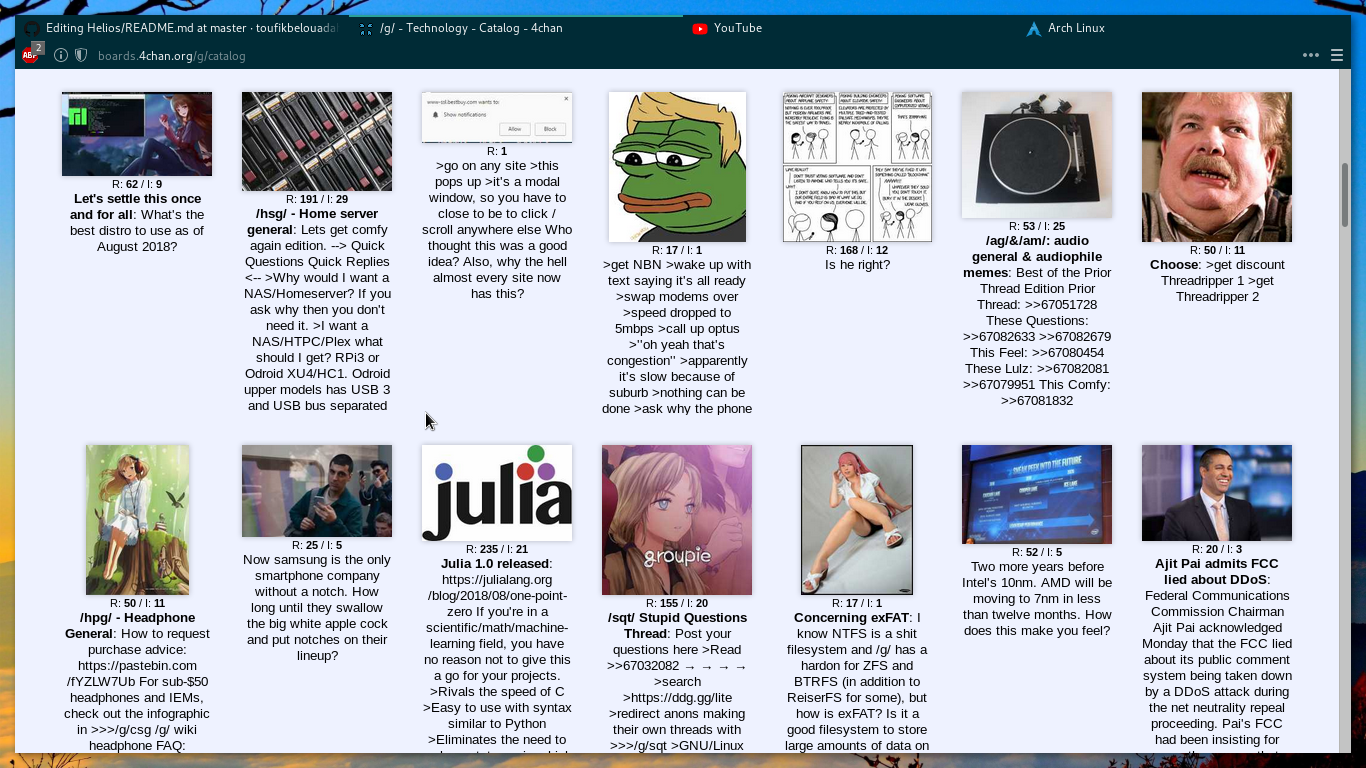 Editing Helios/README.md at master · toufikbelouada
/g/ - Technology - Catalog - 4chan
YouTube
Arch Linux
ABP
2
boards.4chan.org/g/catalog
R: 62 / I: 9
Let's settle this once
and for all: What's the
best distro to use as of
August 2018?
R: 191 / I: 29
/hsg/ - Home server
general: Lets get comfy
again edition. --> Quick
Questions Quick Replies
<-- >Why would I want a
NAS/Homeserver? If you
ask why then you don't
need it. >I want a
NAS/HTPC/Plex what
should I get? RPi3 or
Odroid XU4/HC1. Odroid
upper models has USB 3
and USB bus separated
www-ssl.bestbuy.com wants to:
Show notifications
Allow
Block
R: 1
>go on any site >this
pops up >it's a modal
window, so you have to
close to be to click /
scroll anywhere else Who
thought this was a good
idea? Also, why the hell
almost every site now
has this?
R: 17 / I: 1
>get NBN >wake up with
text saying it's all ready
>swap modems over
>speed dropped to
5mbps >call up optus
>''oh yeah that's
congestion'' >apparently
it's slow because of
suburb >nothing can be
done >ask why the phone
R: 168 / I: 12
Is he right?
R: 53 / I: 25
/ag/&/am/: audio
general & audiophile
memes: Best of the Prior
Thread Edition Prior
Thread: >>67051728
These Questions:
>>67082633 >>67082679
This Feel: >>67080454
These Lulz: >>67082081
>>67079951 This Comfy:
>>67081832
R: 50 / I: 11
Choose: >get discount
Threadripper 1 >get
Threadripper 2
R: 50 / I: 11
/hpg/ - Headphone
General: How to request
purchase advice:
https://pastebin.com
/fYZLW7Ub For sub-$50
headphones and IEMs,
check out the infographic
in >>>/g/csg /g/ wiki
headphone FAQ:
R: 25 / I: 5
Now samsung is the only
smartphone company
without a notch. How
long until they swallow
the big white apple cock
and put notches on their
lineup?
julia
R: 235 / I: 21
Julia 1.0 released:
https://julialang.org
/blog/2018/08/one-point-
zero If you're in a
scientific/math/machine-
learning field, you have
no reason not to give this
a go for your projects.
>Rivals the speed of C
>Easy to use with syntax
similar to Python
>Eliminates the need to
groupie
R: 155 / I: 20
/sqt/ Stupid Questions
Thread: Post your
questions here >Read
>>67032082 → → → →
>search
>https://ddg.gg/lite
>redirect anons making
their own threads with
>>>/g/sqt >GNU/Linux
R: 17 / I: 1
Concerning exFAT: I
know NTFS is a shit
filesystem and /g/ has a
hardon for ZFS and
BTRFS (in addition to
ReiserFS for some), but
how is exFAT? Is it a
good filesystem to store
large amounts of data on
SNEAK PEEK INTO THE FUTURE
R: 52 / I: 5
Two more years before
Intel's 10nm. AMD will be
moving to 7nm in less
than twelve months. How
does this make you feel?
R: 20 / I: 3
Ajit Pai admits FCC
lied about DDoS:
Federal Communications
Commission Chairman
Ajit Pai acknowledged
Monday that the FCC lied
about its public comment
system being taken down
by a DDoS attack during
the net neutrality repeal
proceeding. Pai's FCC
had been insisting for